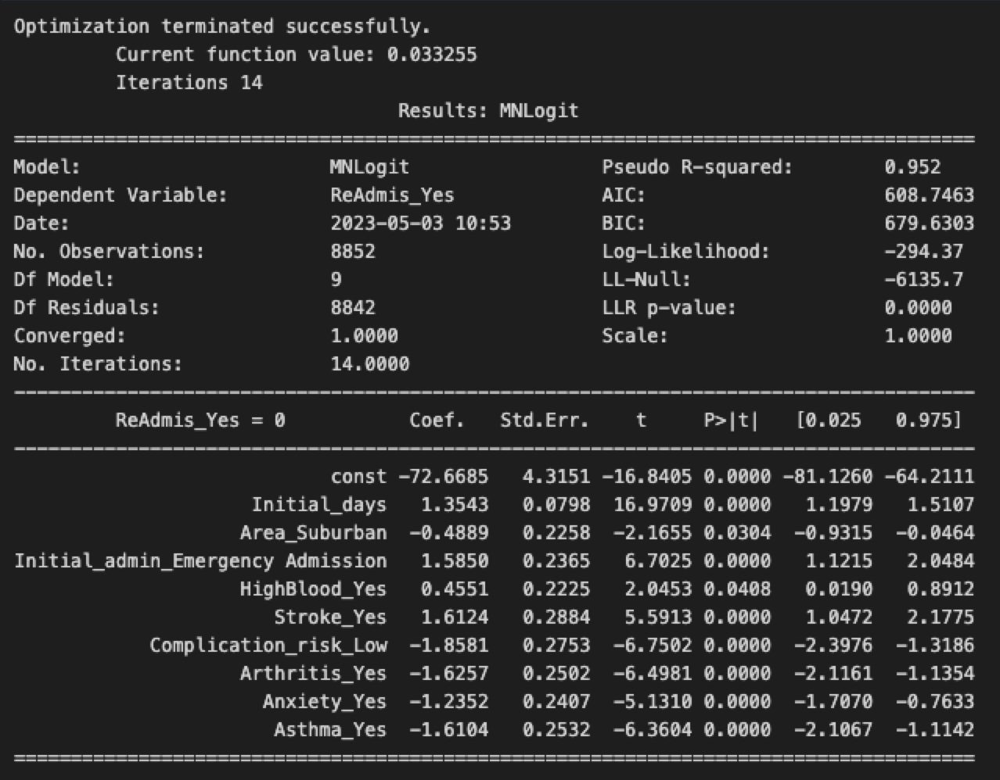 Optimization terminated successfully.
Current function value: 0.033255
Iterations 14
Results: MNLogit
Model: MNLogit Pseudo R-squared: 0.952
Dependent Variable: ReAdmis_Yes AIC: 608.7463
Date: 2023-05-03 10:53 BIC: 679.6303
No. Observations: 8852 Log-Likelihood: -294.37
Df Model: 9 LL-Null: -6135.7
Df Residuals: 8842 LLR p-value: 0.0000
Converged: 1.0000 Scale: 1.0000
No. Iterations: 14.0000
ReAdmis_Yes = 0 Coef. Std.Err. t P>|t| [0.025 0.975]
const -72.6685 4.3151 -16.8405 0.0000 -81.1260 -64.2111
Initial_days 1.3543 0.0798 16.9709 0.0000 1.1979 1.5107
Area_Suburban -0.4889 0.2258 -2.1655 0.0304 -0.9315 -0.0464
Initial_admin_Emergency Admission 1.5850 0.2365 6.7025 0.0000 1.1215 2.0484
HighBlood_Yes 0.4551 0.2225 2.0453 0.0408 0.0190 0.8912
Stroke_Yes 1.6124 0.2884 5.5913 0.0000 1.0472 2.1775
Complication_risk_Low -1.8581 0.2753 -6.7502 0.0000 -2.3976 -1.3186
Arthritis_Yes -1.6257 0.2502 -6.4981 0.0000 -2.1161 -1.1354
Anxiety_Yes -1.2352 0.2407 -5.1310 0.0000 -1.7070 -0.7633
Asthma_Yes -1.6104 0.2532 -6.3604 0.0000 -2.1067 -1.1142